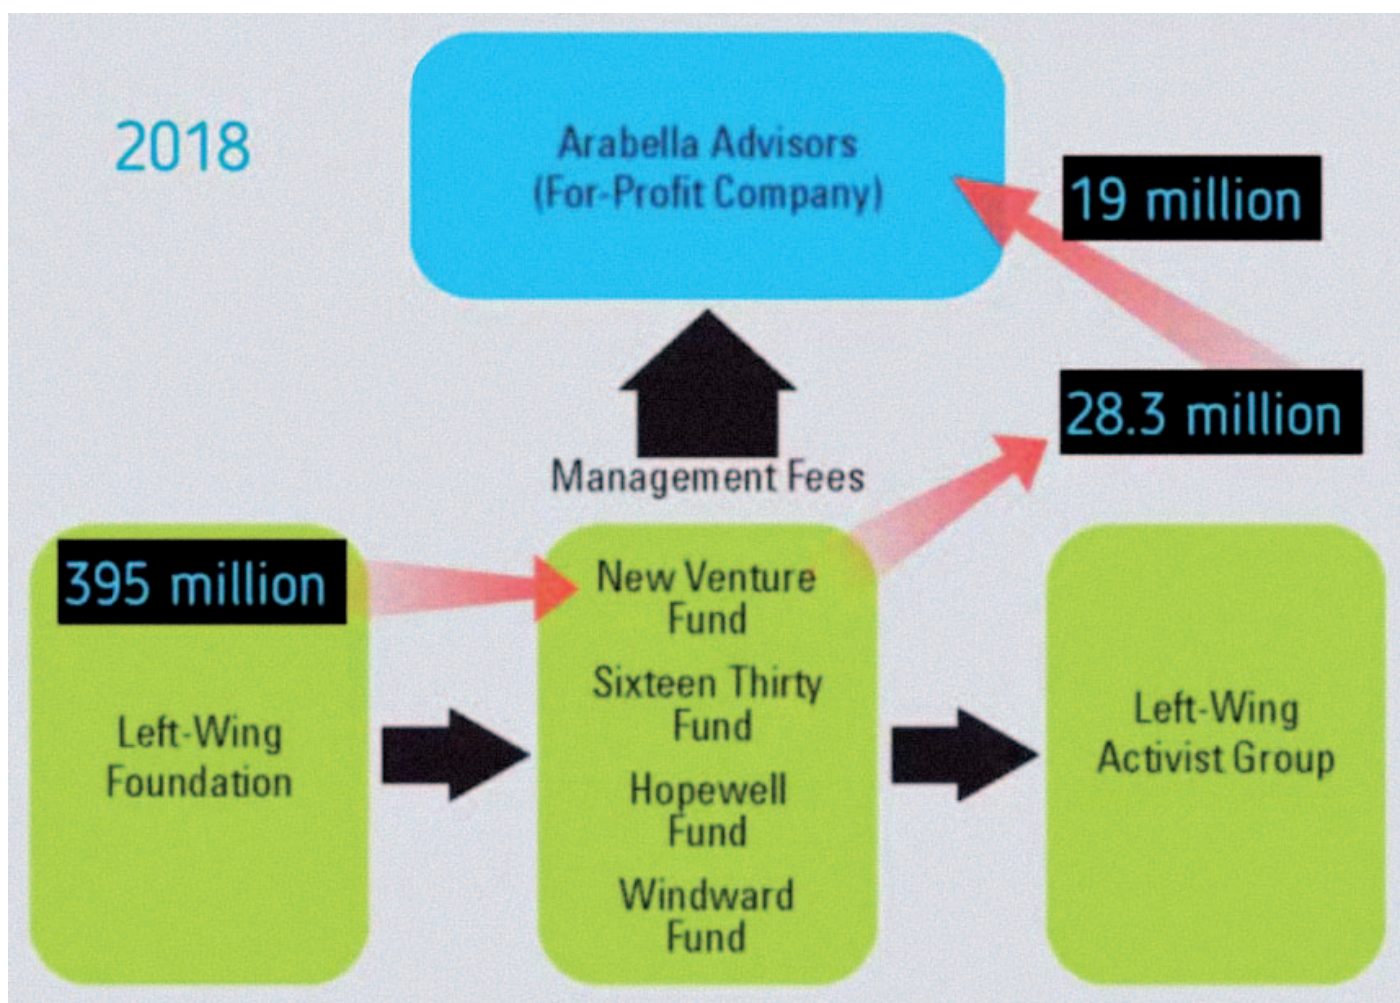 2018
Arabella Advisors
(For-Profit Company)
19 million
28.3 million
Management Fees
395 million
Left-Wing
Foundation
New Venture
Fund
Sixteen Thirty
Fund
Hopewell
Fund
Windward
Fund
Left-Wing
Activist Group